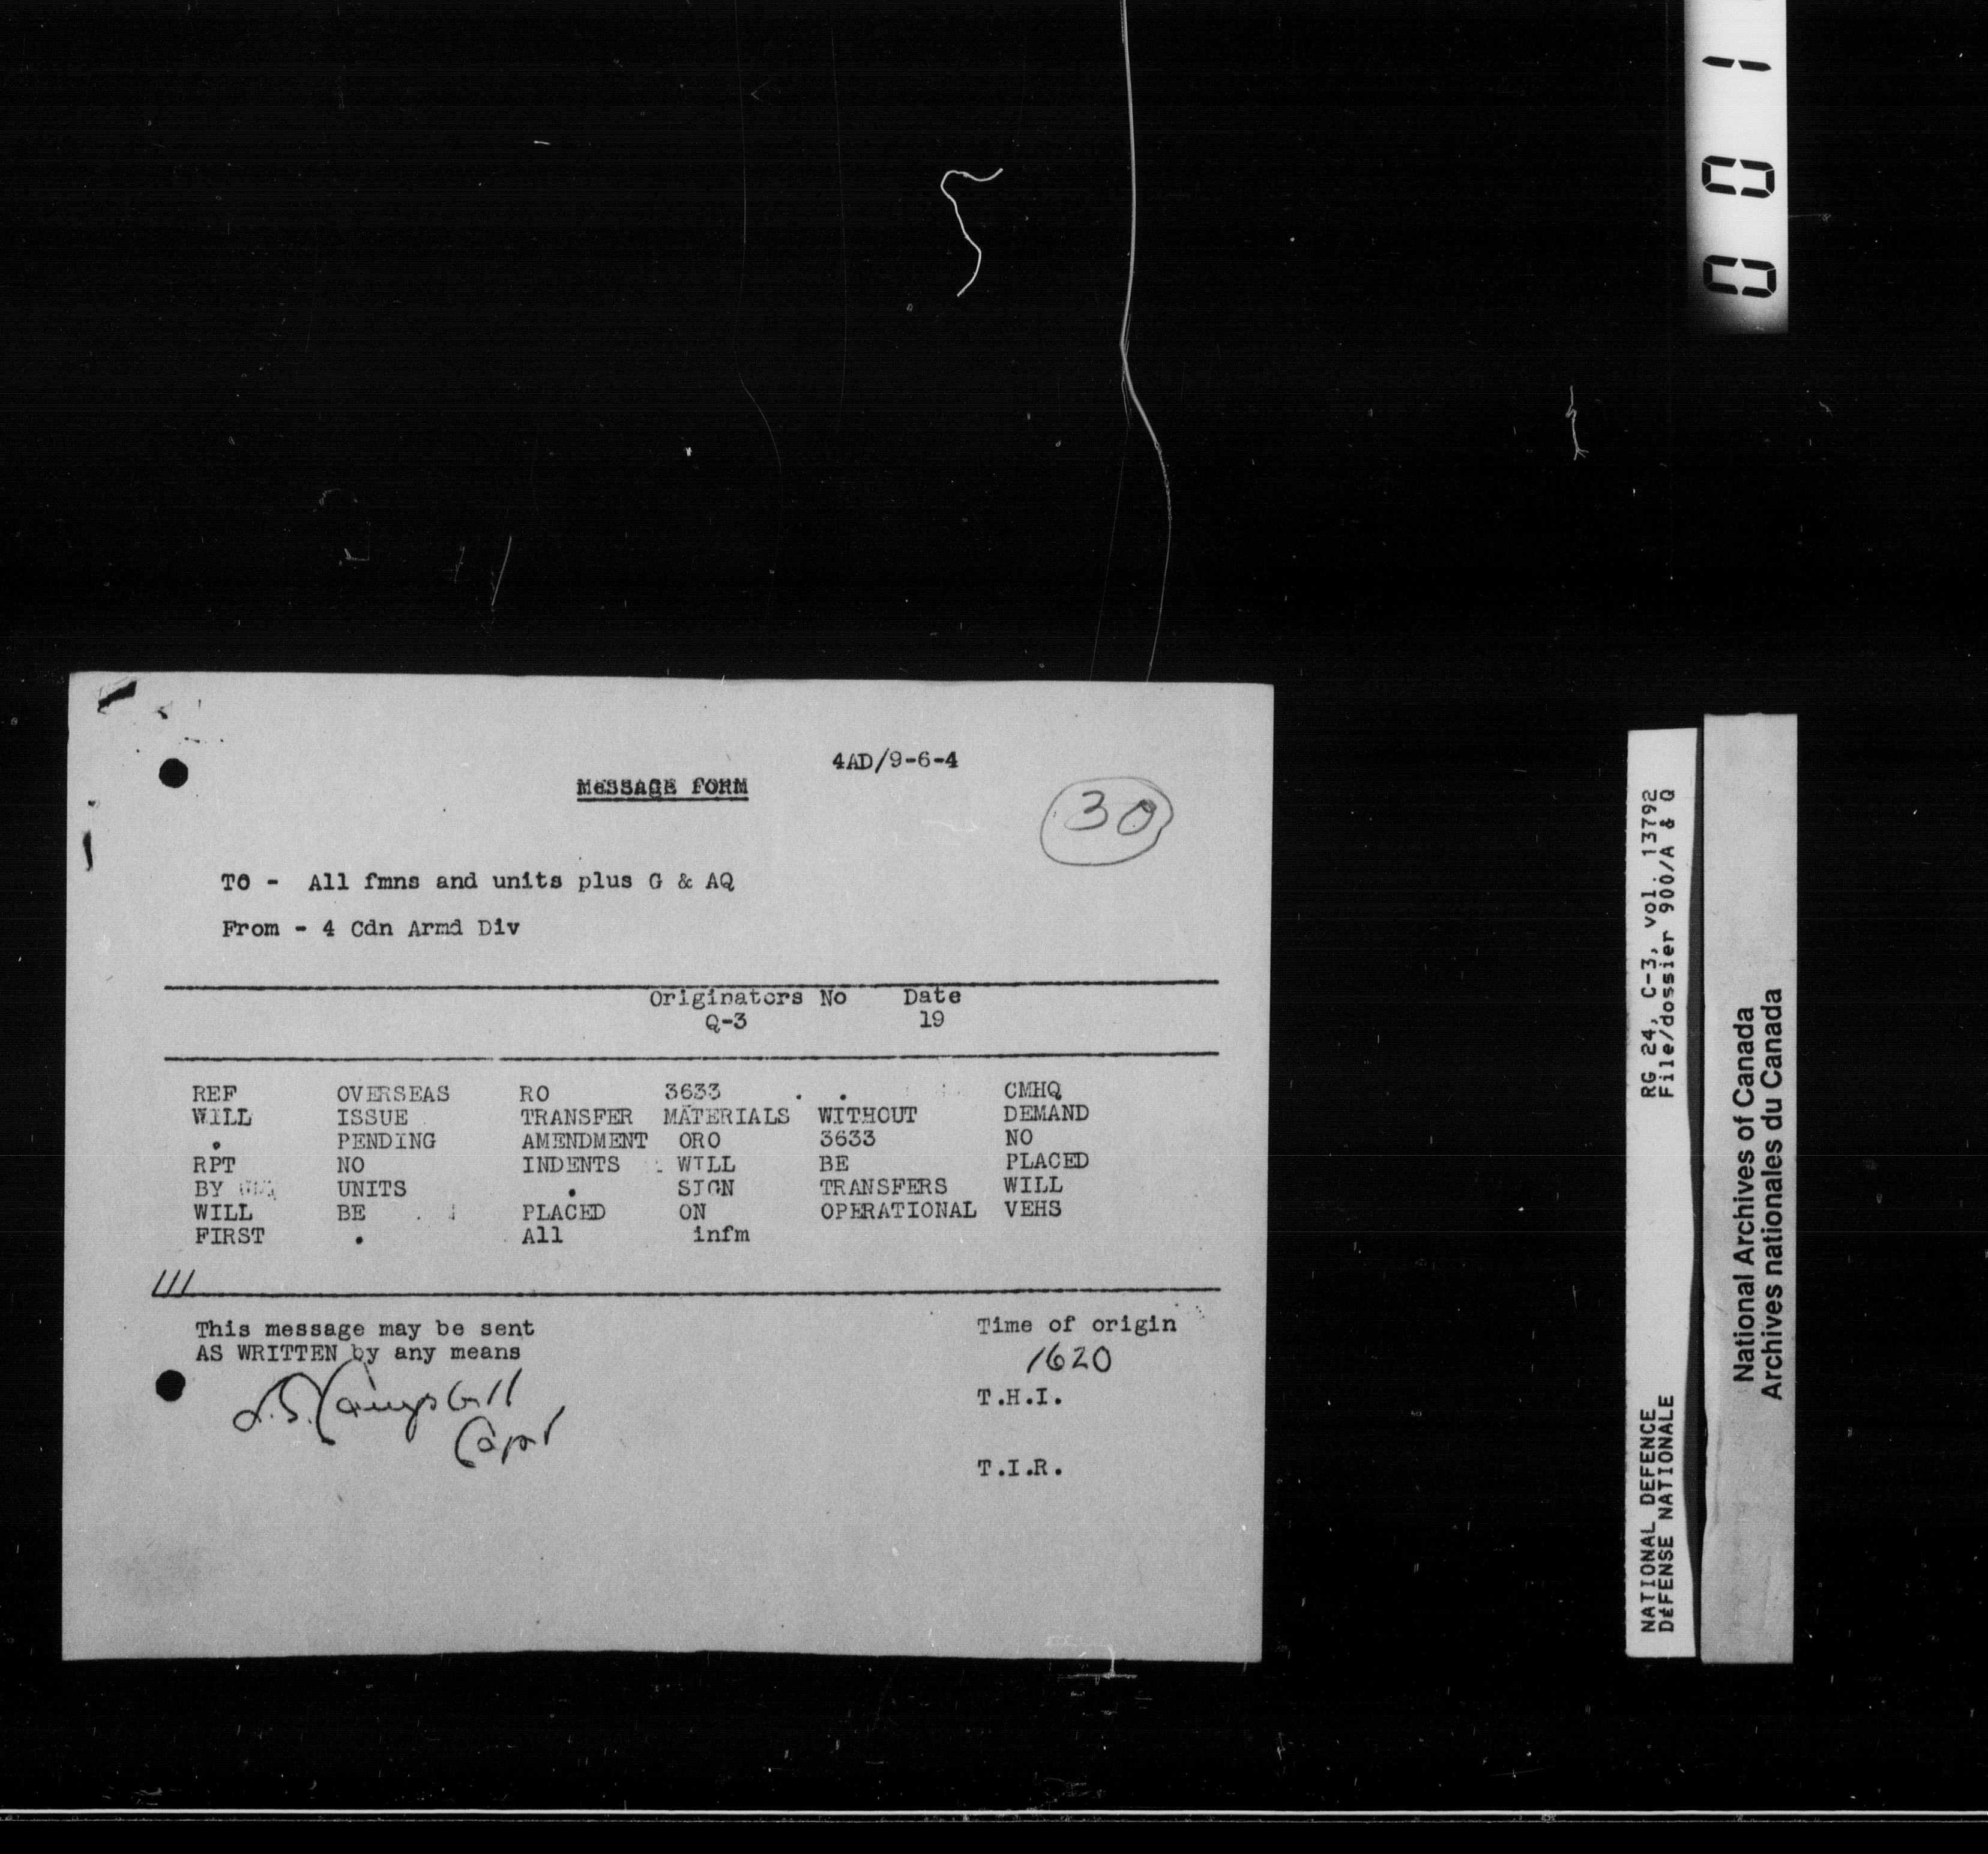 001
4AD/9-6-4
MESSAGE FORM
30
TO - All fmns and units plus G & AQ
From - 4 Cdn Armd Div
Originators No Date
Q-3 19
REF OVERSEAS RO 3633 . . CMHQ
WILL ISSUE TRANSFER MATERIALS WITHOUT DEMAND
. PENDING AMENDMENT ORO 3633 NO
RPT NO INDENTS WILL BE PLACED
BY UNITS . SIGN TRANSFERS WILL
WILL BE PLACED ON OPERATIONAL VEHS
FIRST . All infm
This message may be sent
AS WRITTEN by any means
Time of origin
1620
Campbell
Capt
T.H.I.
T.I.R.
RG 24, C-3, vol. 13792
File/dossier 900/A & Q
NATIONAL DEFENCE
DÉFENSE NATIONALE
National Archives of Canada
Archives nationales du Canada